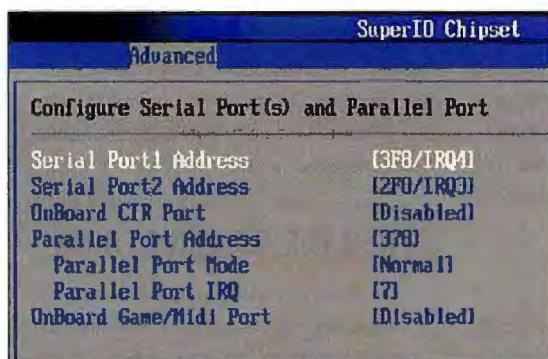 SuperIO Chipset
Advanced
Configure Serial Port(s) and Parallel Port
Serial Port1 Address [3F8/IRQ4]
Serial Port2 Address [2F8/IRQ3]
OnBoard CIR Port [Disabled]
Parallel Port Address [378]
Parallel Port Mode [Normal]
Parallel Port IRQ [7]
OnBoard Game/Midi Port [Disabled]